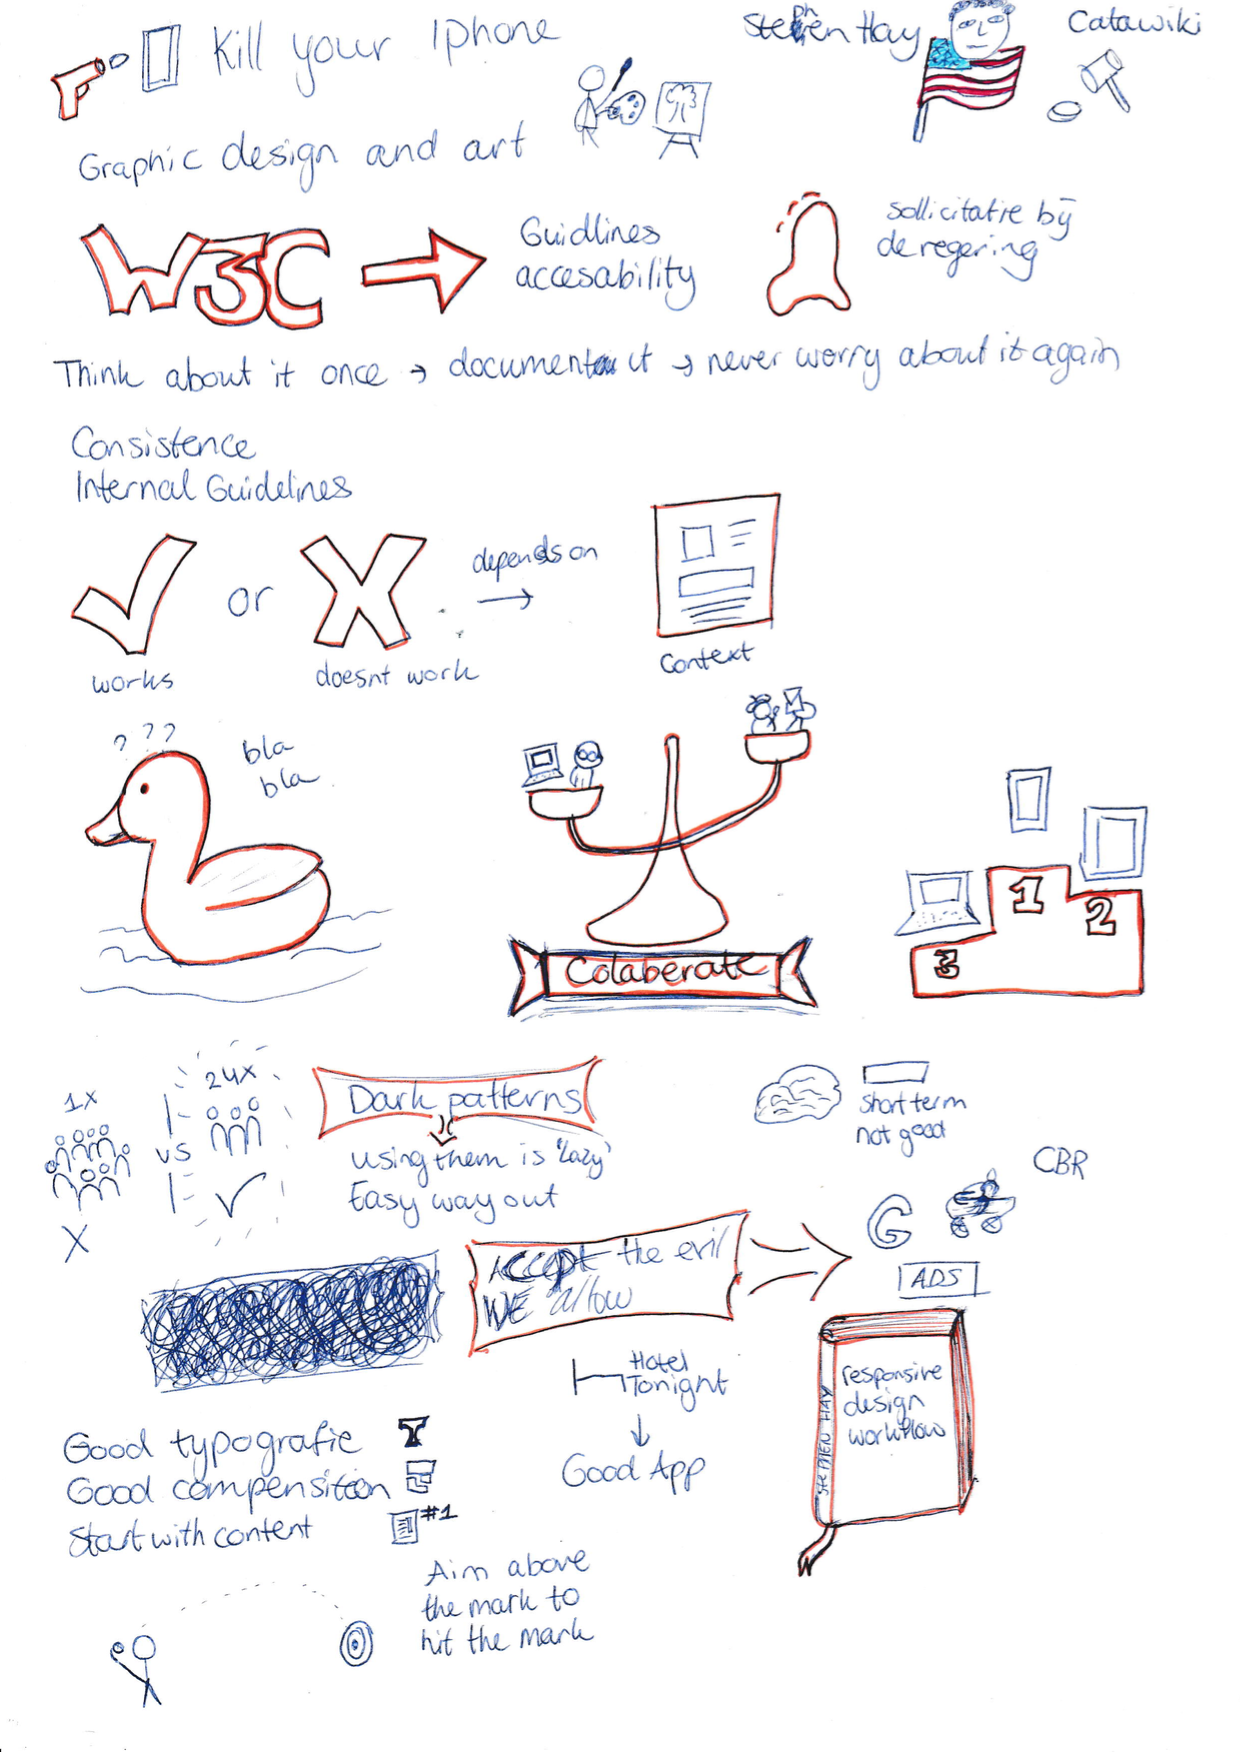 Kill your Iphone
Stephen Hay
Catawiki
Graphic design and art
W3C
Guidlines
accesability
sollicitatie bij
de regering
Think about it once → document it → never worry about it again
Consistence
Internal Guidelines
or
depends on
works
doesnt work
Context
? ? ?
bla
bla
Colaberate
1
2
3
1x
vs
24x
X
Dark patterns
using them is 'Lazy'
Easy way out
short term
not good
CBR
G
ADS
Accept the evil
WE allow
Hotel
Tonight
Good App
STEPHEN HAY
responsive
design
workflow
Good typografie T
Good compensition
Start with content #1
Aim above
the mark to
hit the mark